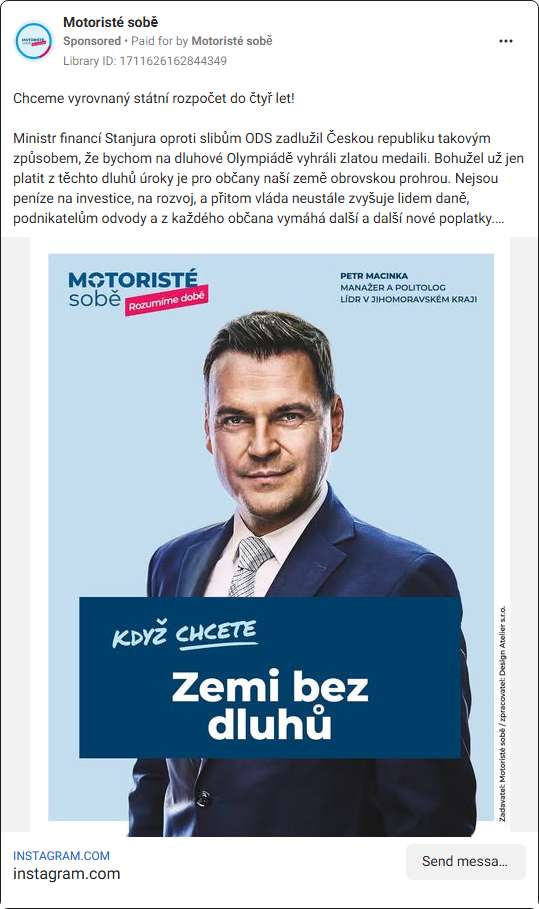 Motoristé sobě
Sponsored • Paid for by Motoristé sobě
Library ID: 1711626162844349
Chceme vyrovnaný státní rozpočet do čtyř let!
Ministr financí Stanjura oproti slibům ODS zadlužil Českou republiku takovým
způsobem, že bychom na dluhové Olympiádě vyhráli zlatou medaili. Bohužel už jen
platit z těchto dluhů úroky je pro občany naší země obrovskou prohrou. Nejsou
peníze na investice, na rozvoj, a přitom vláda neustále zvyšuje lidem daně,
podnikatelům odvody a z každého občana vymáhá další a další nové poplatky....
MOTORISTÉ
sobě
Rozumíme době
PETR MACINKA
MANAŽER A POLITOLOG
LÍDR V JIHOMORAVSKÉM KRAJI
KDYŽ CHCETE
Zemi bez
dluhů
Zadavatel: Motoristé sobě / zpracovatel: Design Atelier s.r.o.
INSTAGRAM.COM
instagram.com
Send messa...